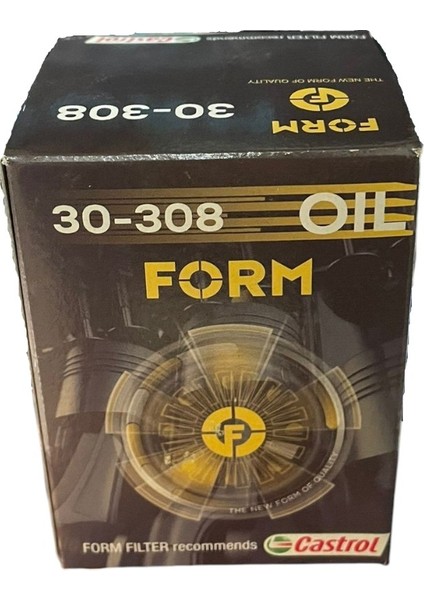 FORM FILTER recommends Castrol
THE NEW FORM OF QUALITY
FORM
30-308
30-308 OIL
FORM
F
THE NEW FORM OF QUALITY
FORM FILTER recommends Castrol